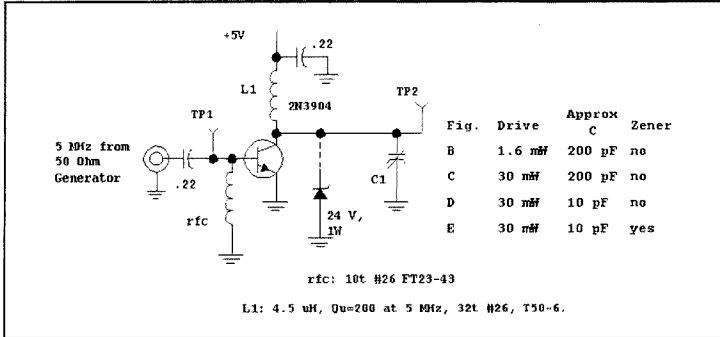 +5V
.22
L1
2N3904
TP1
TP2
5 MHz from
50 Ohm
Generator
.22
rfc
24 V,
1W
C1
Fig. Drive Approx C Zener
B 1.6 mW 200 pF no
C 30 mW 200 pF no
D 30 mW 10 pF no
E 30 mW 10 pF yes
rfc: 10t #26 FT23-43
L1: 4.5 uH, Qu=200 at 5 MHz, 32t #26, T50-6.